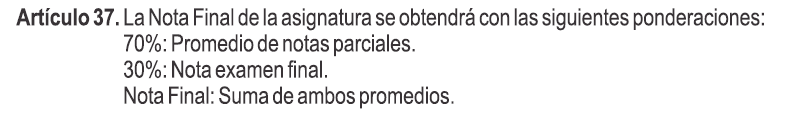 Artículo 37. La Nota Final de la asignatura se obtendrá con las siguientes ponderaciones:
70%: Promedio de notas parciales.
30%: Nota examen final.
Nota Final: Suma de ambos promedios.